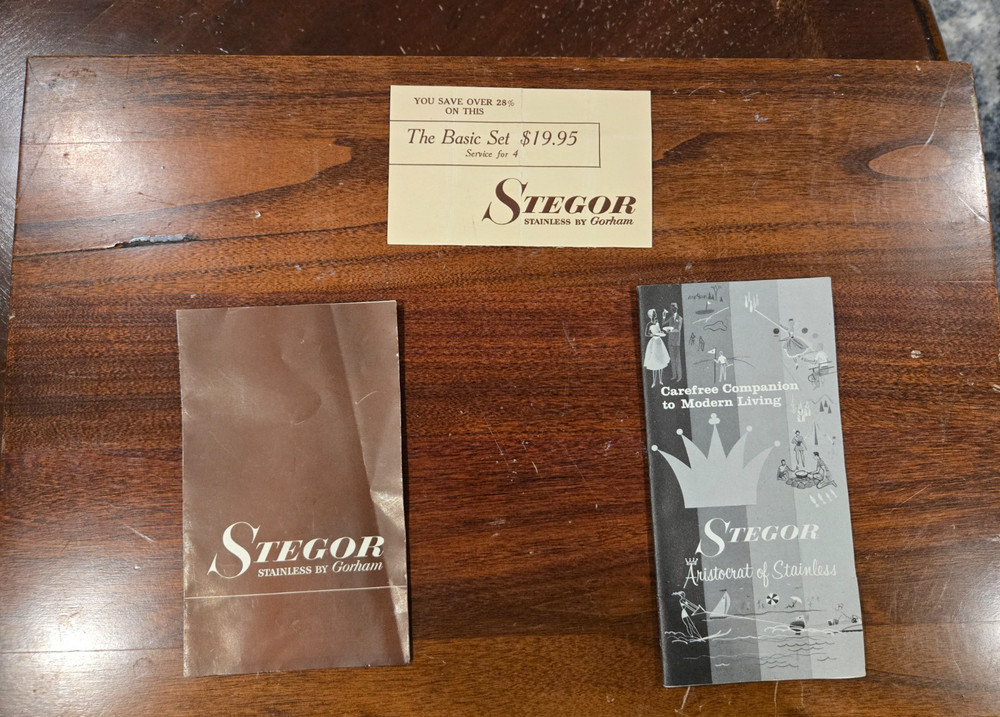 YOU SAVE OVER 28%
ON THIS
The Basic Set $19.95
Service for 4
STEGOR
STAINLESS BY Gorham
STEGOR
STAINLESS BY Gorham
Carefree Companion
to Modern Living
STEGOR
Aristocrat of Stainless